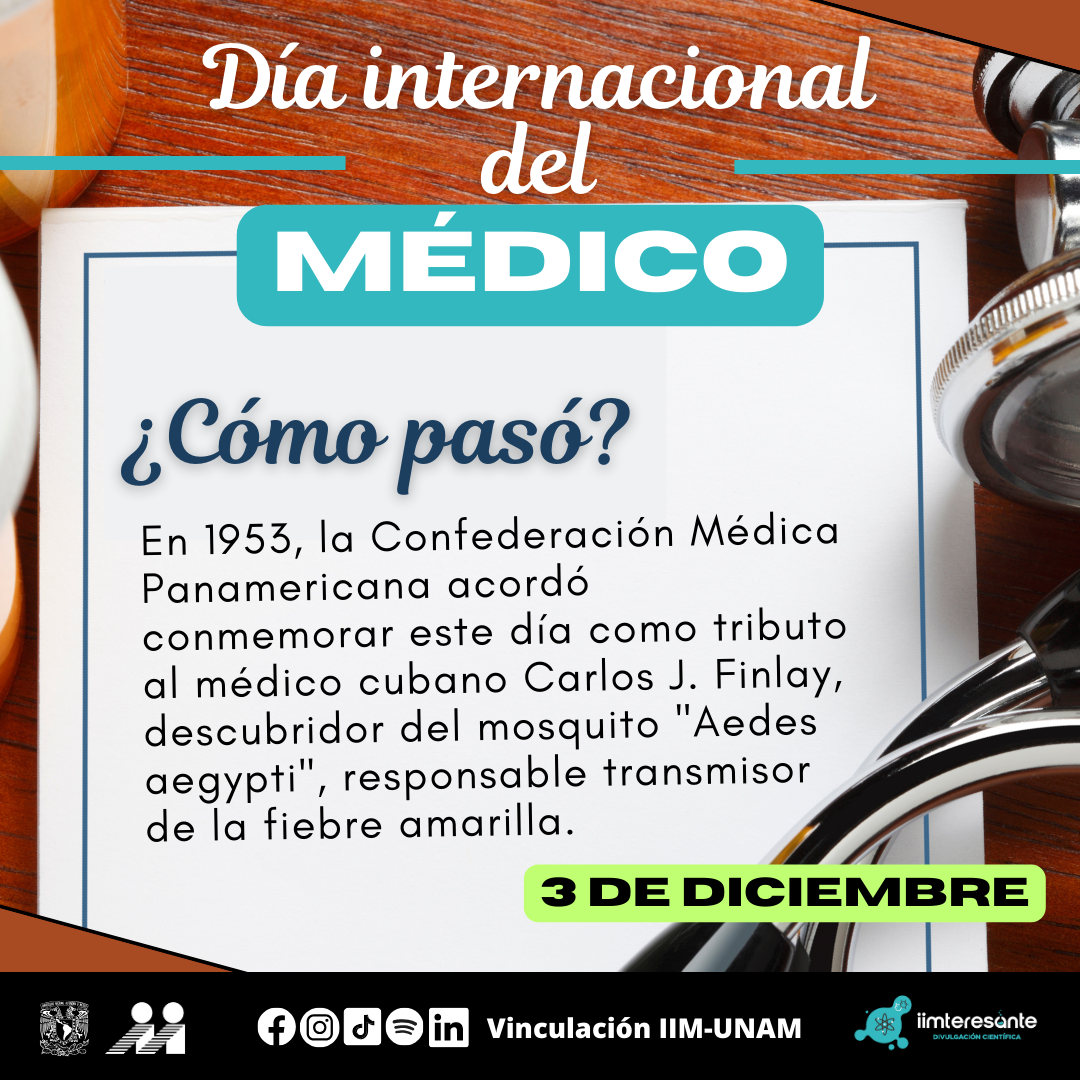 Día internacional
del
MÉDICO
¿Cómo pasó?
En 1953, la Confederación Médica
Panamericana acordó
conmemorar este día como tributo
al médico cubano Carlos J. Finlay,
descubridor del mosquito "Aedes
aegypti", responsable transmisor
de la fiebre amarilla.
3 DE DICIEMBRE
Vinculación IIM-UNAM
iimteresante
DIVULGACIÓN CIENTÍFICA